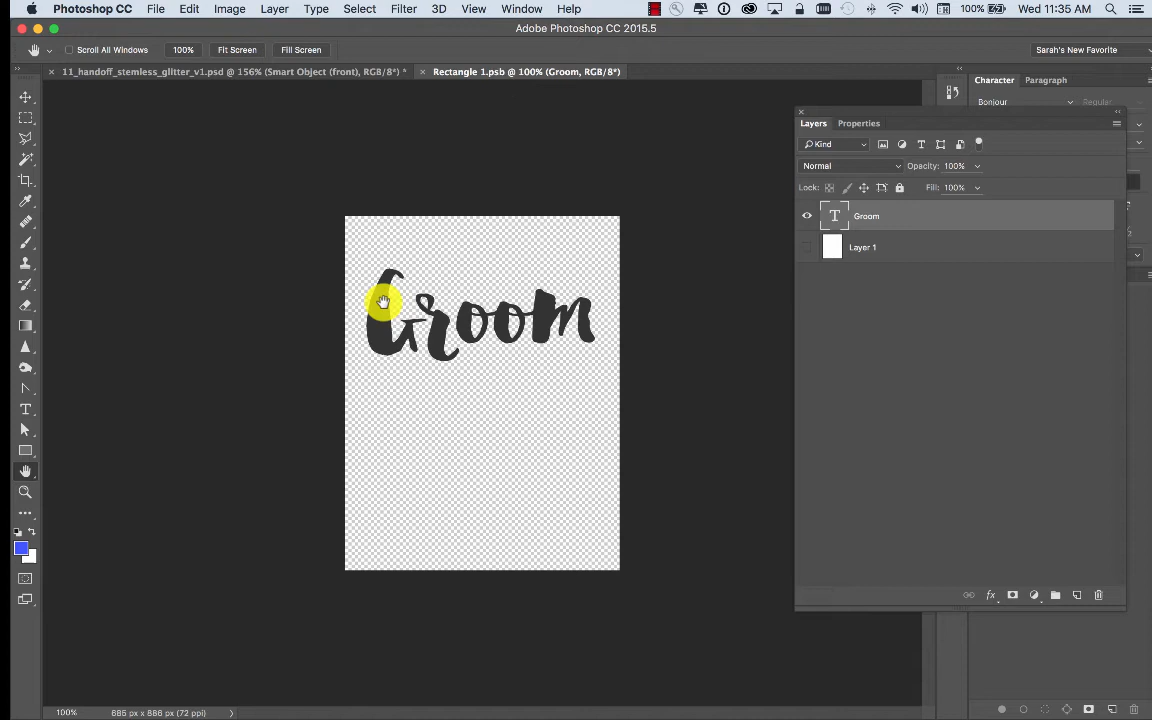 Photoshop CC File Edit Image Layer Type Select Filter 3D View Window Help 100% Wed 11:35 AM
Adobe Photoshop CC 2015.5
Scroll All Windows 100% Fit Screen Fill Screen Sarah's New Favorite
11_handoff_stemless_glitter_v1.psd @ 156% (Smart Object (front), RGB/8*) * Rectangle 1.psb @ 100% (Groom, RGB/8*)
Character Paragraph
Bonjour Regular
Layers Properties
Kind
Normal Opacity: 100%
Lock: Fill: 100%
T Groom
Layer 1
Groom
fx
100% 685 px x 886 px (72 ppi)